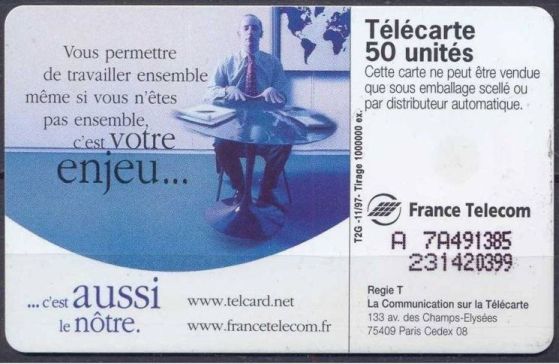 Vous permettre
de travailler ensemble
même si vous n'êtes
pas ensemble,
c'est votre
enjeu...
...c'est aussi
le nôtre.
www.telcard.net
www.francetelecom.fr
T2G -11/97- Tirage 1000000 ex.
Télécarte
50 unités
Cette carte ne peut être vendue
que sous emballage scellé ou
par distributeur automatique.
France Telecom
A 7A491385
231420399
Regie T
La Communication sur la Télécarte
133 av. des Champs-Elysées
75409 Paris Cedex 08